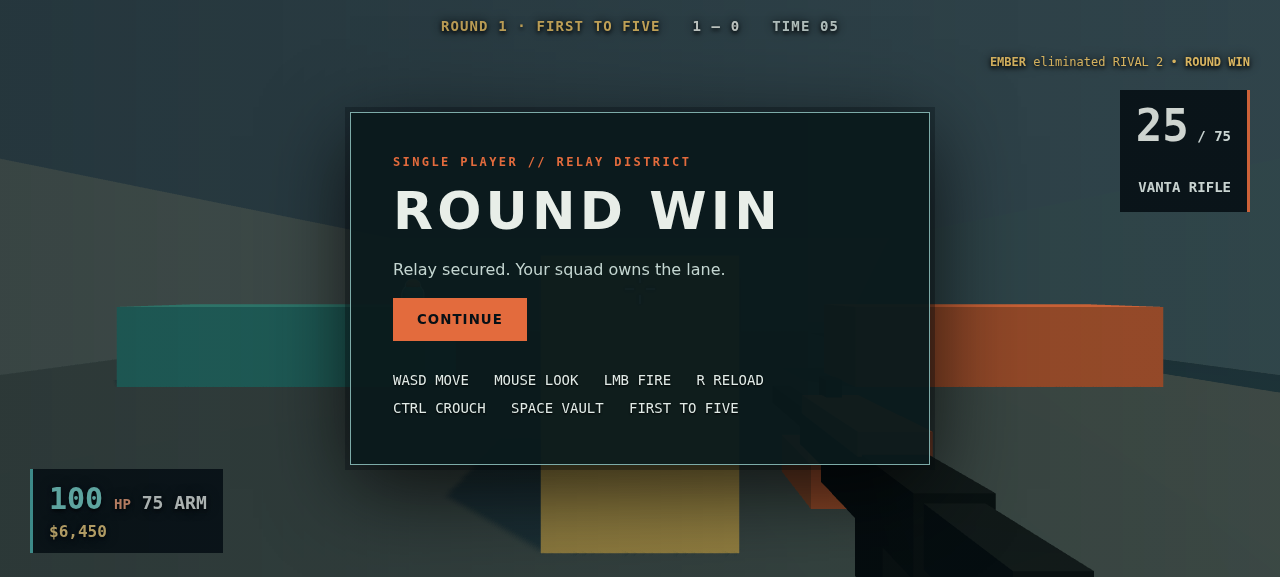 ROUND 1 · FIRST TO FIVE 1 — 0 TIME 05
EMBER eliminated RIVAL 2 • ROUND WIN
25 / 75
VANTA RIFLE
SINGLE PLAYER // RELAY DISTRICT
ROUND WIN
Relay secured. Your squad owns the lane.
CONTINUE
WASD MOVE MOUSE LOOK LMB FIRE R RELOAD
CTRL CROUCH SPACE VAULT FIRST TO FIVE
100 HP 75 ARM
$6,450